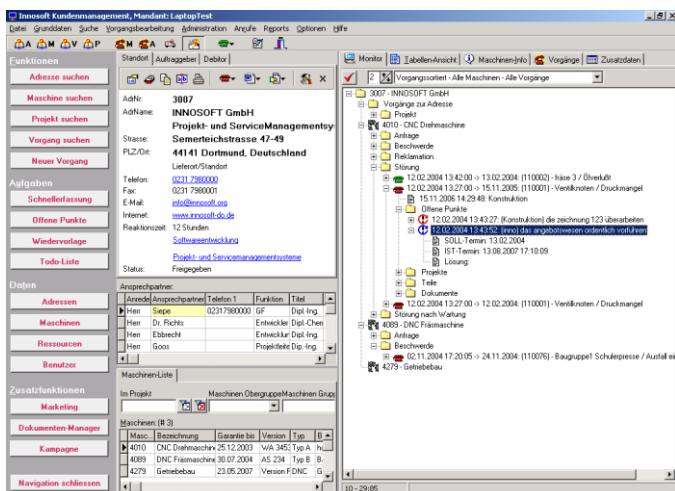 Innosoft Kundenmanagement, Mandant: LaptopTest
Datei Grunddaten Suche Vorgangsbearbeitung Administration Anrufe Reports Optionen Hilfe
A M V P M A
Funktionen
Adresse suchen
Maschine suchen
Projekt suchen
Vorgang suchen
Neuer Vorgang
Aufgaben
Schnellerfassung
Offene Punkte
Wiedervorlage
Todo-Liste
Daten
Adressen
Maschinen
Ressourcen
Benutzer
Zusatzfunktionen
Marketing
Dokumenten-Manager
Kampagne
Navigation schliessen
Standort Auftraggeber Debitor
AdNr: 3007
AdName: INNOSOFT GmbH
Projekt- und ServiceManagementsy
Strasse: Semerteichstrasse 47-49
PLZ/Ort: 44141 Dortmund, Deutschland
Lieferort/Standort
Telefon: 0231 7980000
Fax: 0231 7980001
E-Mail: info@innosoft.org
Internet: www.innosoft-do.de
Reaktionszeit: 12 Stunden
Softwareentwicklung
Projekt- und Servicemanagementsysteme
Status: Freigegeben
Ansprechpartner:
Anrede Ansprechpartner Telefon 1 Funktion Titel
Herr Siepe 02317980000 GF Dipl.-Ing.
Herr Dr. Richts Entwickler Dipl.-Chen
Herr Ebbrecht Entwicklur Dipl.-Ing.
Herr Goos Projektleite Dip.-Ing.
Maschinen-Liste
Im Projekt Maschinen Obergruppe Maschinen Grupp
Maschinen: (# 3)
Masc... Bezeichnung Garantie bis Version Typ B
4010 CNC Drehmaschine 25.12.2003 WA 3453 Typ A h
4089 DNC Fräsmaschine 30.07.2004 AS 234 Typ B B
4279 Getriebebau 23.05.2007 Version F DNC G
Monitor Tabellen-Ansicht Maschinen-Info Vorgänge Zusatzdaten
2 Vorgangssortiert - Alle Maschinen - Alle Vorgänge
3007 - INNOSOFT GmbH
Vorgänge zur Adresse
Projekt
4010 - CNC Drehmaschine
Anfrage
Beschwerde
Reklamation
Störung
12.02.2004 13:42:00 -> 13.02.2004: (110002) - fräse 3 / Ölverlußt
12.02.2004 13:27:00 -> 15.11.2005: (110001) - Ventilknoten / Druckmangel
15.11.2006 14:29:48: Konstruktion
Offene Punkte
12.02.2004 13:43:27: (Konstruktion) die zeichnung 123 überarbeiten
12.02.2004 13:43:52: (inno) das angebotswesen ordentlich vorführen
SOLL-Termin: 13.02.2004
IST-Termin: 13.08.2007 17:10:09
Lösung:
Projekte
Teile
Dokumente
12.02.2004 13:27:00 -> 12.02.2004: (110001) - Ventilknoten / Druckmangel
Störung nach Wartung
4089 - DNC Fräsmaschine
Anfrage
Beschwerde
02.11.2004 17:20:05 -> 24.11.2004: (110076) - Baugruppe1 Schulerpresse / Ausfall ei
4279 - Getriebebau
10 - 29:85